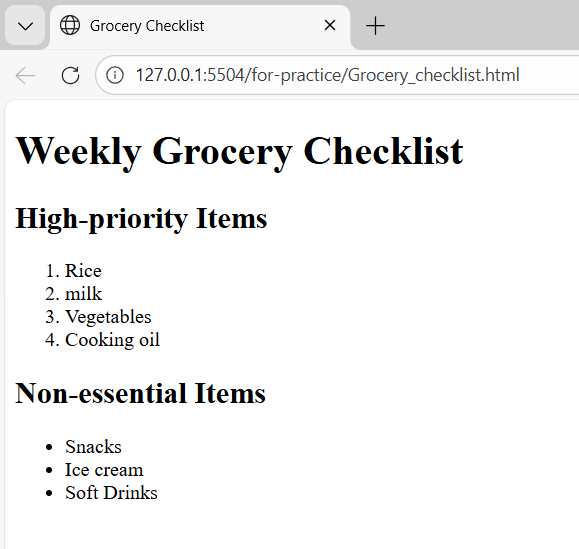 Grocery Checklist
127.0.0.1:5504/for-practice/Grocery_checklist.html
Weekly Grocery Checklist
High-priority Items
1. Rice
2. milk
3. Vegetables
4. Cooking oil
Non-essential Items
• Snacks
• Ice cream
• Soft Drinks